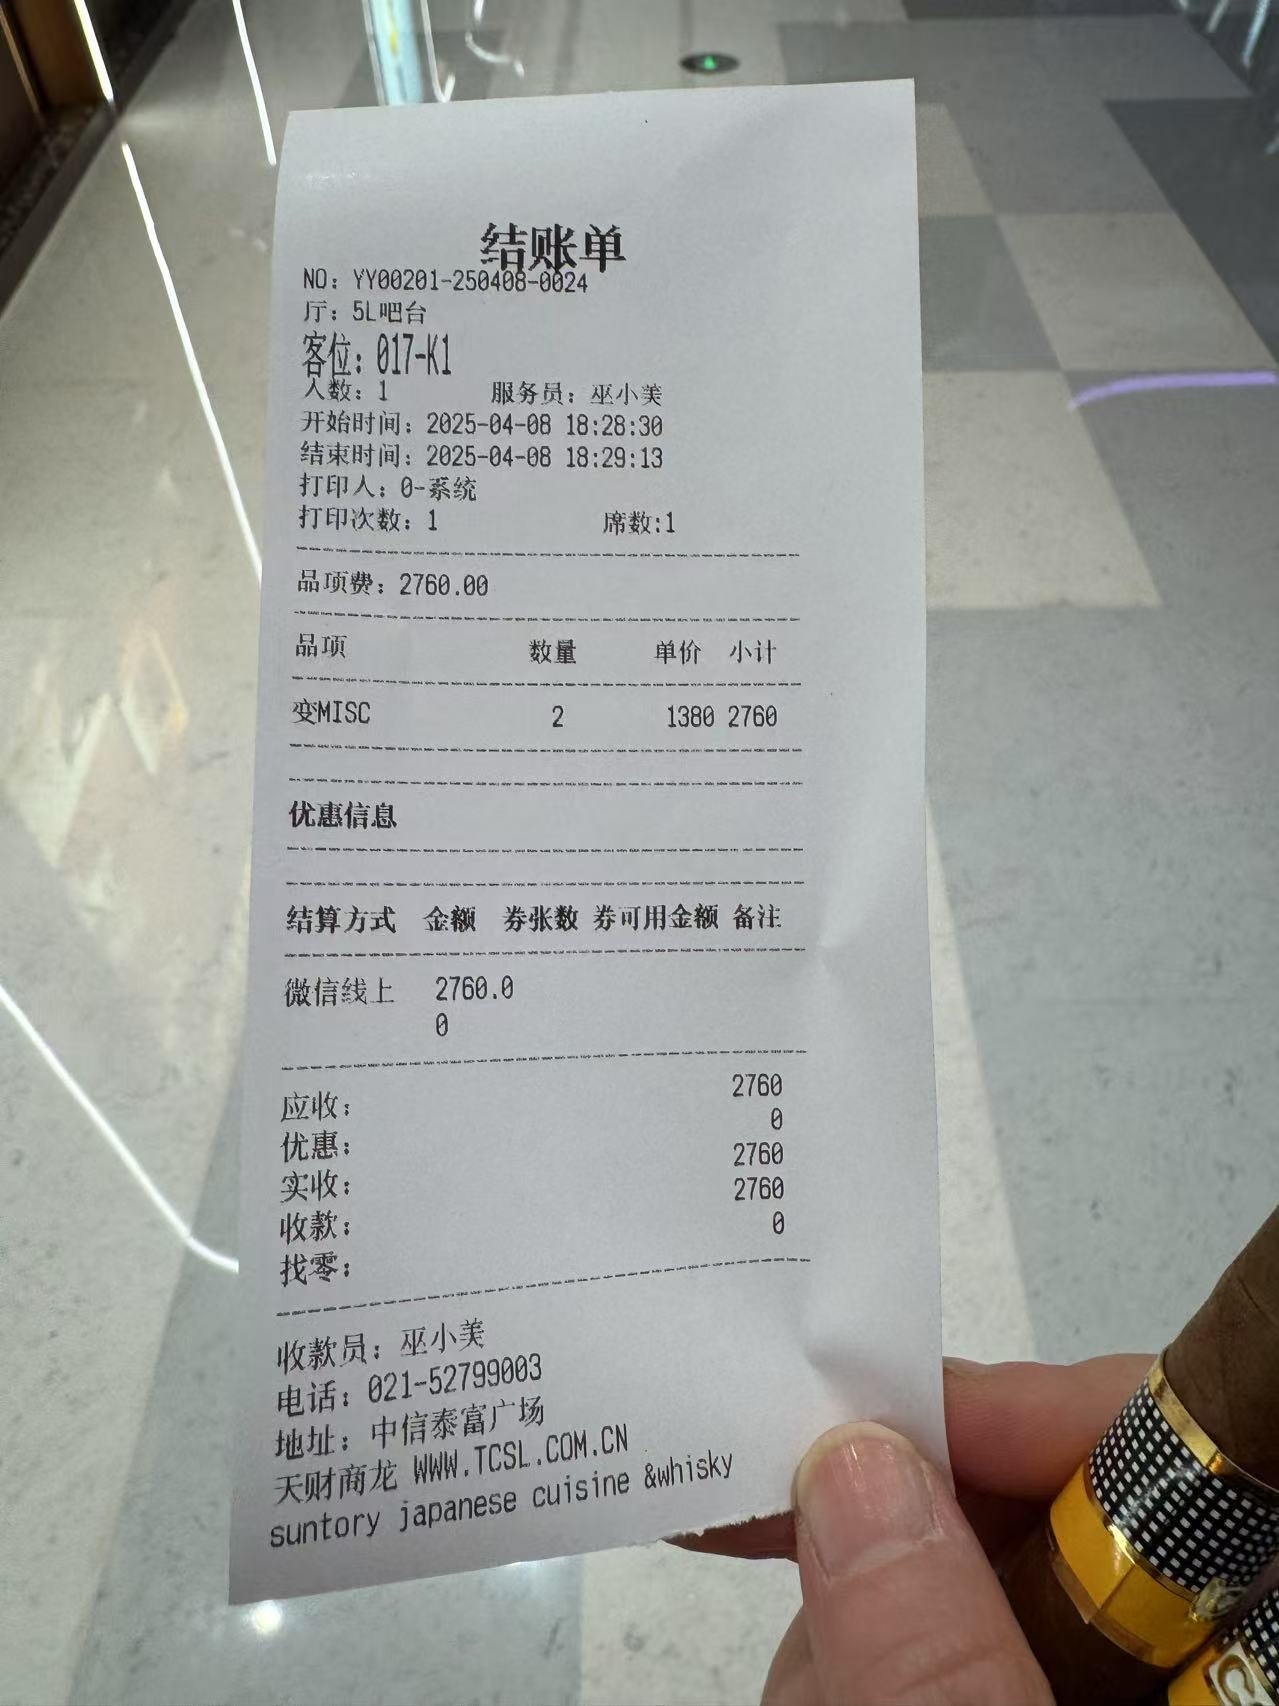 结账单
NO: YY00201-250408-0024
厅: 5L吧台
客位: 017-K1
人数: 1 服务员: 巫小美
开始时间: 2025-04-08 18:28:30
结束时间: 2025-04-08 18:29:13
打印人: 0-系统
打印次数: 1 席数:1
品项费: 2760.00
品项 数量 单价 小计
变MISC 2 1380 2760
优惠信息
结算方式 金额 券张数 券可用金额 备注
微信线上 2760.0
0
应收: 2760
优惠: 0
实收: 2760
收款: 2760
找零: 0
收款员: 巫小美
电话: 021-52799003
地址: 中信泰富广场
天财商龙 WWW.TCSL.COM.CN
suntory japanese cuisine &whisky